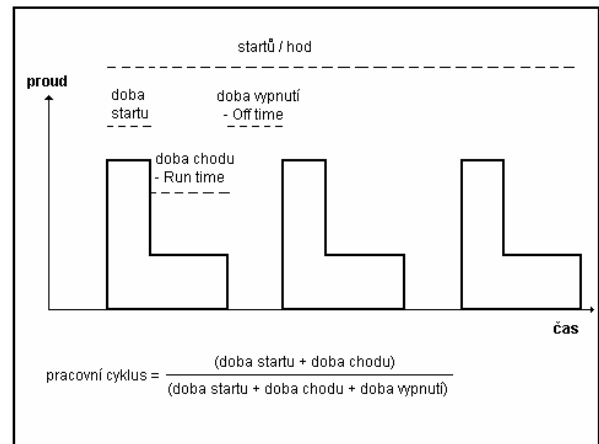 startů / hod
proud
doba
startu
doba vypnutí
- Off time
doba chodu
- Run time
čas
pracovní cyklus = (doba startu + doba chodu)
(doba startu + doba chodu + doba vypnutí)